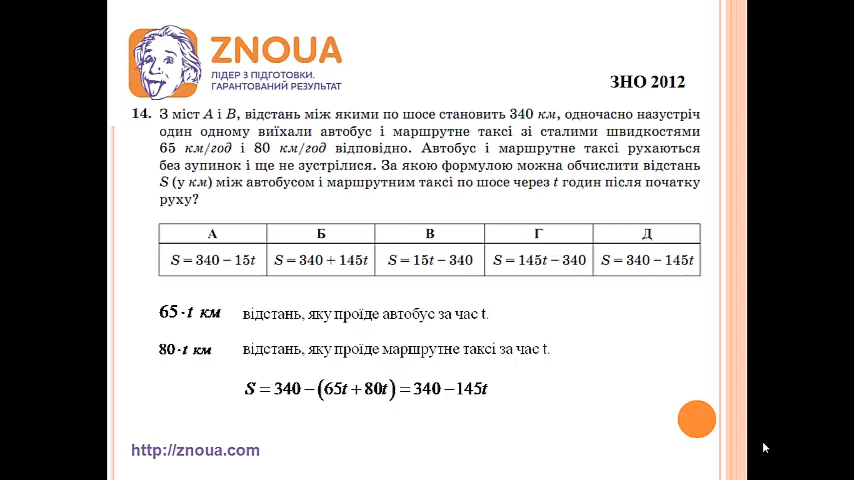 ZNOUA
ЛІДЕР З ПІДГОТОВКИ.
ГАРАНТОВАНИЙ РЕЗУЛЬТАТ
ЗНО 2012
14. З міст A і B, відстань між якими по шосе становить 340 км, одночасно назустріч
один одному виїхали автобус і маршрутне таксі зі сталими швидкостями
65 км/год і 80 км/год відповідно. Автобус і маршрутне таксі рухаються
без зупинок і ще не зустрілися. За якою формулою можна обчислити відстань
S (у км) між автобусом і маршрутним таксі по шосе через t годин після початку
руху?
А Б В Г Д
S = 340 − 15t S = 340 + 145t S = 15t − 340 S = 145t − 340 S = 340 − 145t
65 · t км відстань, яку проїде автобус за час t.
80 · t км відстань, яку проїде маршрутне таксі за час t.
S = 340 − (65t + 80t) = 340 − 145t
http://znoua.com